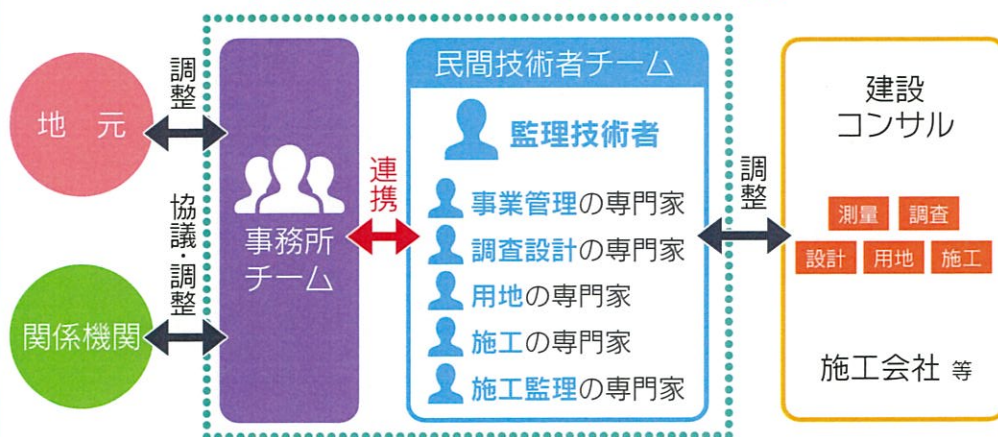 地 元
調整
関係機関
協議・調整
事務所
チーム
連携
民間技術者チーム
監理技術者
事業管理の専門家
調査設計の専門家
用地の専門家
施工の専門家
施工監理の専門家
調整
建設
コンサル
測量 調査
設計 用地 施工
施工会社 等